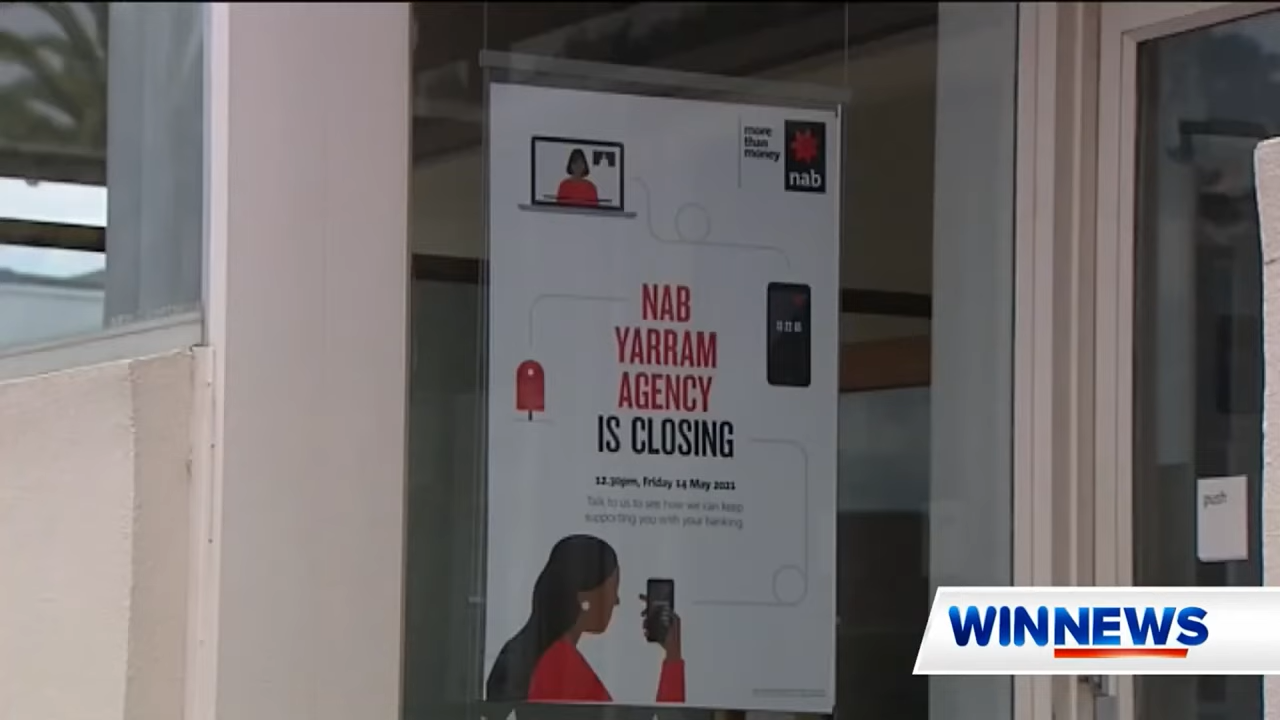 more
than
money
nab
NAB
YARRAM
AGENCY
IS CLOSING
12.30pm, Friday 14 May 2021
Talk to us to see how we can keep
supporting you with your banking
push
WIN NEWS